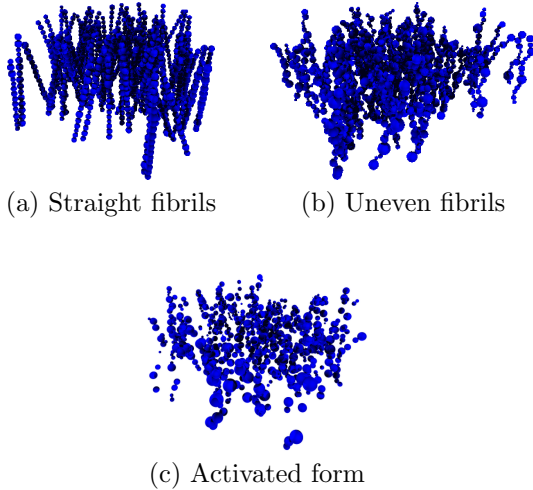 (a) Straight fibrils
(b) Uneven fibrils
(c) Activated form